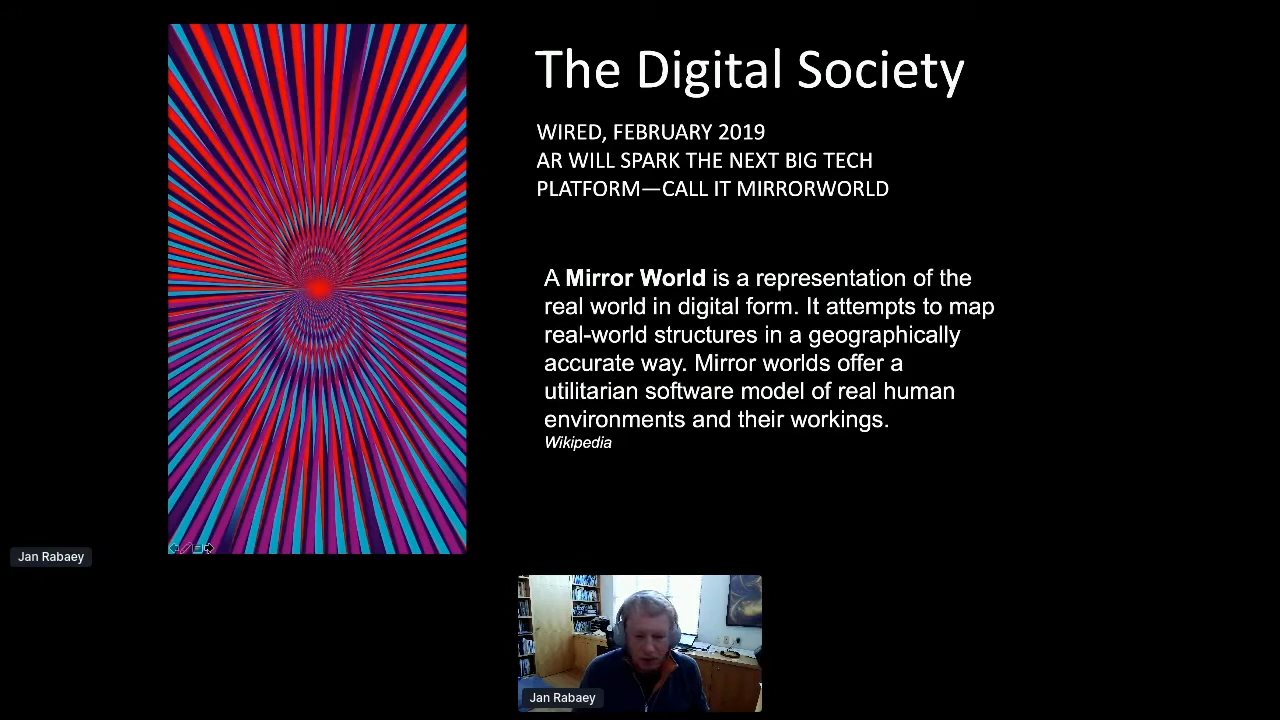 The Digital Society
WIRED, FEBRUARY 2019
AR WILL SPARK THE NEXT BIG TECH
PLATFORM—CALL IT MIRRORWORLD
A Mirror World is a representation of the
real world in digital form. It attempts to map
real-world structures in a geographically
accurate way. Mirror worlds offer a
utilitarian software model of real human
environments and their workings.
Wikipedia
Jan Rabaey
Jan Rabaey